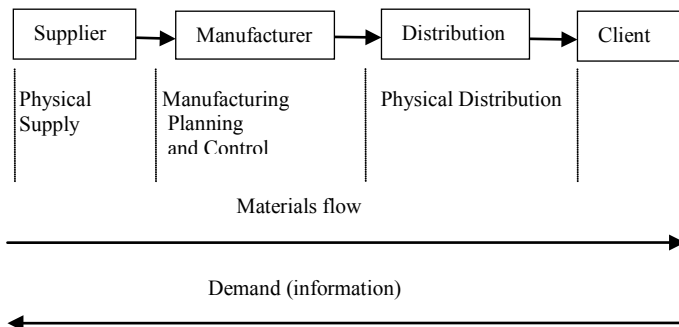 Supplier
Manufacturer
Distribution
Client
Physical
Supply
Manufacturing
Planning
and Control
Physical Distribution
Materials flow
Demand (information)